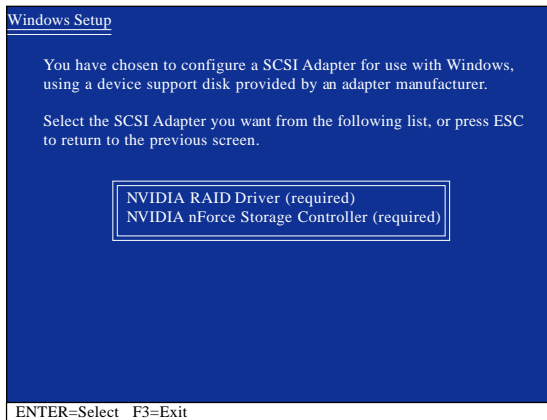 Windows Setup
You have chosen to configure a SCSI Adapter for use with Windows,
using a device support disk provided by an adapter manufacturer.
Select the SCSI Adapter you want from the following list, or press ESC
to return to the previous screen.
NVIDIA RAID Driver (required)
NVIDIA nForce Storage Controller (required)
ENTER=Select F3=Exit